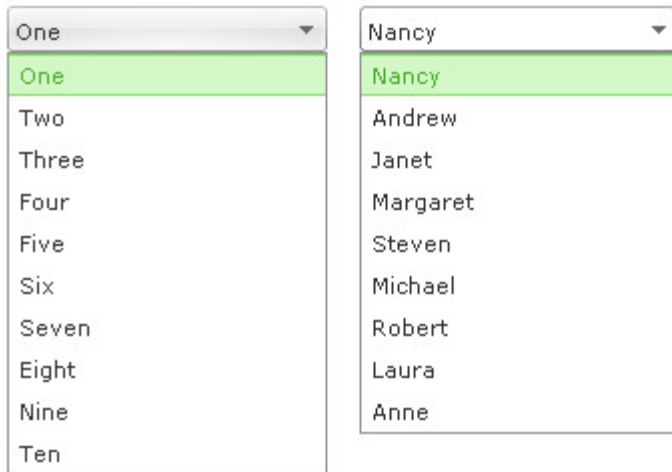 One
One
Two
Three
Four
Five
Six
Seven
Eight
Nine
Ten
Nancy
Nancy
Andrew
Janet
Margaret
Steven
Michael
Robert
Laura
Anne